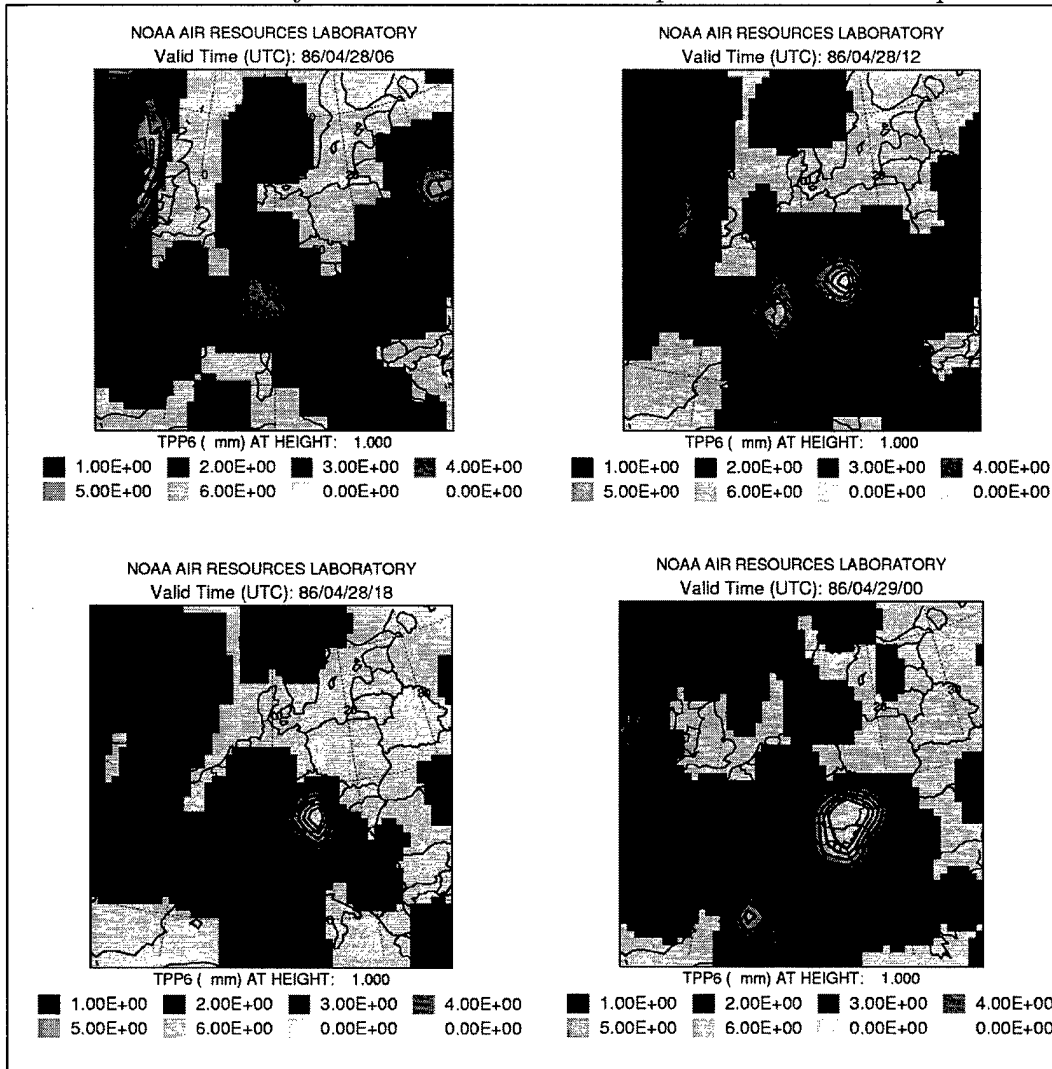 NOAA AIR RESOURCES LABORATORY
Valid Time (UTC): 86/04/28/06
TPP6 ( mm) AT HEIGHT: 1.000
1.00E+00 2.00E+00 3.00E+00 4.00E+00
5.00E+00 6.00E+00 0.00E+00 0.00E+00
NOAA AIR RESOURCES LABORATORY
Valid Time (UTC): 86/04/28/12
TPP6 ( mm) AT HEIGHT: 1.000
1.00E+00 2.00E+00 3.00E+00 4.00E+00
5.00E+00 6.00E+00 0.00E+00 0.00E+00
NOAA AIR RESOURCES LABORATORY
Valid Time (UTC): 86/04/28/18
TPP6 ( mm) AT HEIGHT: 1.000
1.00E+00 2.00E+00 3.00E+00 4.00E+00
5.00E+00 6.00E+00 0.00E+00 0.00E+00
NOAA AIR RESOURCES LABORATORY
Valid Time (UTC): 86/04/29/00
TPP6 ( mm) AT HEIGHT: 1.000
1.00E+00 2.00E+00 3.00E+00 4.00E+00
5.00E+00 6.00E+00 0.00E+00 0.00E+00